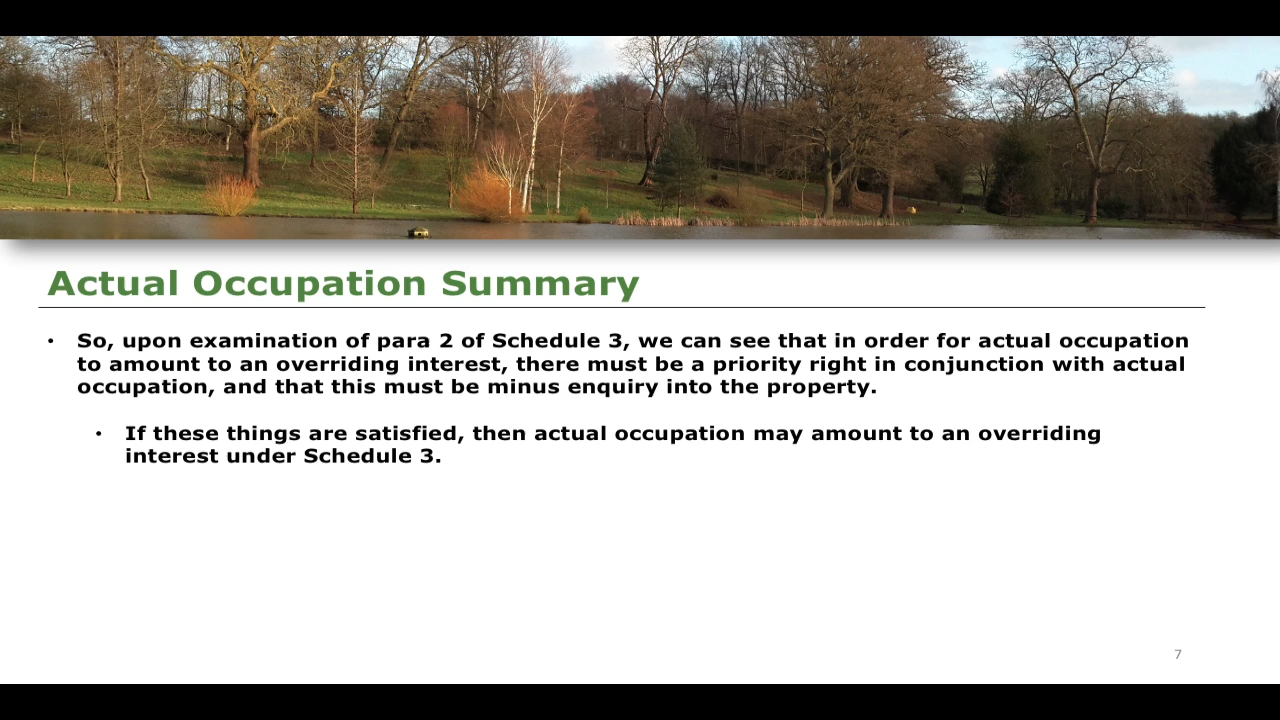 Actual Occupation Summary
• So, upon examination of para 2 of Schedule 3, we can see that in order for actual occupation
to amount to an overriding interest, there must be a priority right in conjunction with actual
occupation, and that this must be minus enquiry into the property.
• If these things are satisfied, then actual occupation may amount to an overriding
interest under Schedule 3.
7